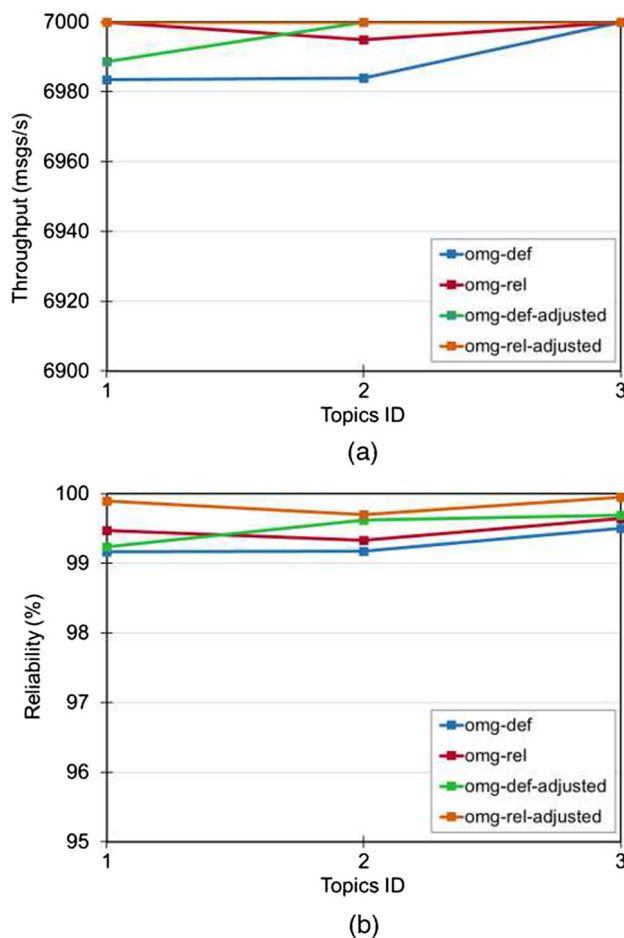 7000
6980
6960
6940
6920
6900
Throughput (msgs/s)
omg-def
omg-rel
omg-def-adjusted
omg-rel-adjusted
1 2 3
Topics ID
(a)
100
99
98
97
96
95
Reliability (%)
omg-def
omg-rel
omg-def-adjusted
omg-rel-adjusted
1 2 3
Topics ID
(b)